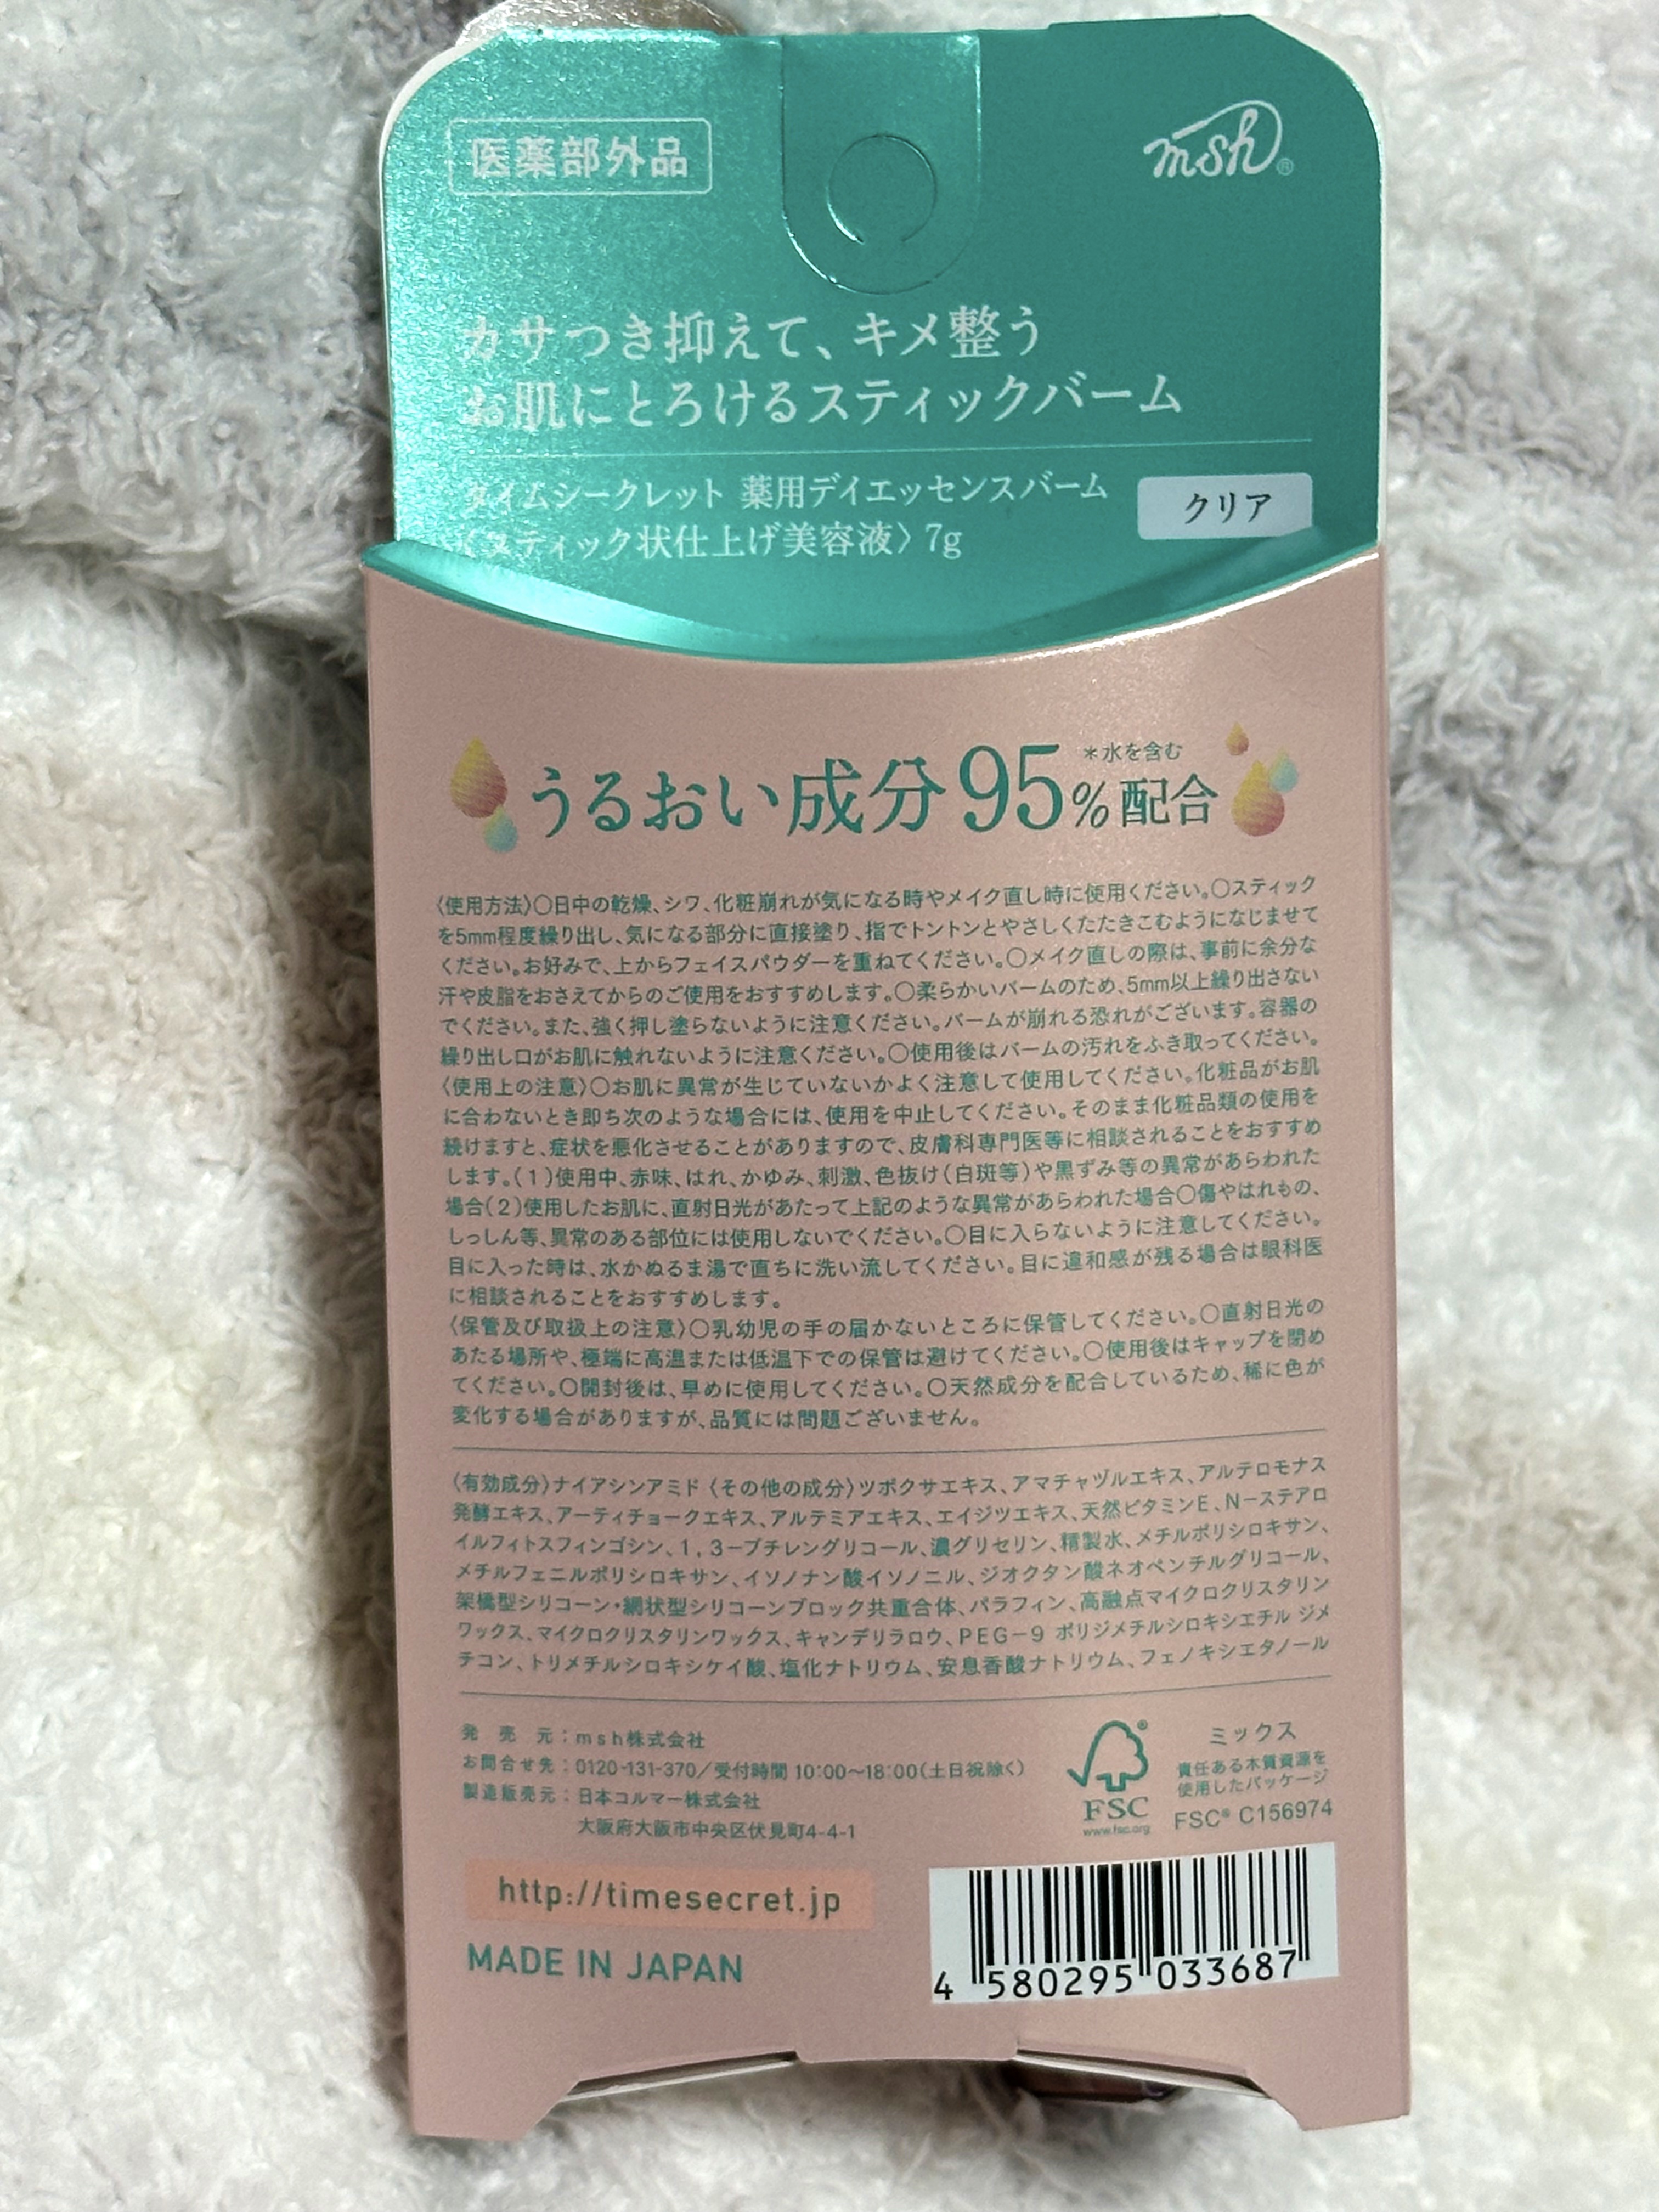 医薬部外品
msh®
カサつき抑えて、キメ整う
お肌にとろけるスティックバーム
タイムシークレット 薬用デイエッセンスバーム
〈スティック状仕上げ美容液〉7g
クリア
*水を含む
うるおい成分95%配合
〈使用方法〉○日中の乾燥、シワ、化粧崩れが気になる時やメイク直し時に使用ください。○スティック
を5mm程度繰り出し、気になる部分に直接塗り、指でトントンとやさしくたたきこむようになじませて
ください。お好みで、上からフェイスパウダーを重ねてください。○メイク直しの際は、事前に余分な
汗や皮脂をおさえてからのご使用をおすすめします。○柔らかいバームのため、5mm以上繰り出さない
でください。また、強く押し塗らないように注意ください。バームが崩れる恐れがございます。容器の
繰り出し口がお肌に触れないように注意ください。○使用後はバームの汚れをふき取ってください。
〈使用上の注意〉○お肌に異常が生じていないかよく注意して使用してください。化粧品がお肌
に合わないとき即ち次のような場合には、使用を中止してください。そのまま化粧品類の使用を
続けますと、症状を悪化させることがありますので、皮膚科専門医等に相談されることをおすすめ
します。(1)使用中、赤味、はれ、かゆみ、刺激、色抜け(白斑等)や黒ずみ等の異常があらわれた
場合(2)使用したお肌に、直射日光があたって上記のような異常があらわれた場合○傷やはれもの、
しっしん等、異常のある部位には使用しないでください。○目に入らないように注意してください。
目に入った時は、水かぬるま湯で直ちに洗い流してください。目に違和感が残る場合は眼科医
に相談されることをおすすめします。
〈保管及び取扱上の注意〉○乳幼児の手の届かないところに保管してください。○直射日光の
あたる場所や、極端に高温または低温下での保管は避けてください。○使用後はキャップを閉め
てください。○開封後は、早めに使用してください。○天然成分を配合しているため、稀に色が
変化する場合がありますが、品質には問題ございません。
〈有効成分〉ナイアシンアミド〈その他の成分〉ツボクサエキス、アマチャヅルエキス、アルテロモナス
発酵エキス、アーティチョークエキス、アルテミアエキス、エイジツエキス、天然ビタミンE、N-ステアロ
イルフィトスフィンゴシン、1，3-ブチレングリコール、濃グリセリン、精製水、メチルポリシロキサン、
メチルフェニルポリシロキサン、イソノナン酸イソノニル、ジオクタン酸ネオペンチルグリコール、
架橋型シリコーン・網状型シリコーンブロック共重合体、パラフィン、高融点マイクロクリスタリン
ワックス、マイクロクリスタリンワックス、キャンデリラロウ、PEG-9 ポリジメチルシロキシエチル ジメ
チコン、トリメチルシロキシケイ酸、塩化ナトリウム、安息香酸ナトリウム、フェノキシエタノール
発売元：msh株式会社
お問合せ先：0120-131-370/受付時間 10:00～18:00(土日祝除く)
製造販売元：日本コルマー株式会社
大阪府大阪市中央区伏見町4-4-1
FSC
www.fsc.org
ミックス
責任ある木質資源を
使用したパッケージ
FSC® C156974
http://timesecret.jp
MADE IN JAPAN
4 580295 033687